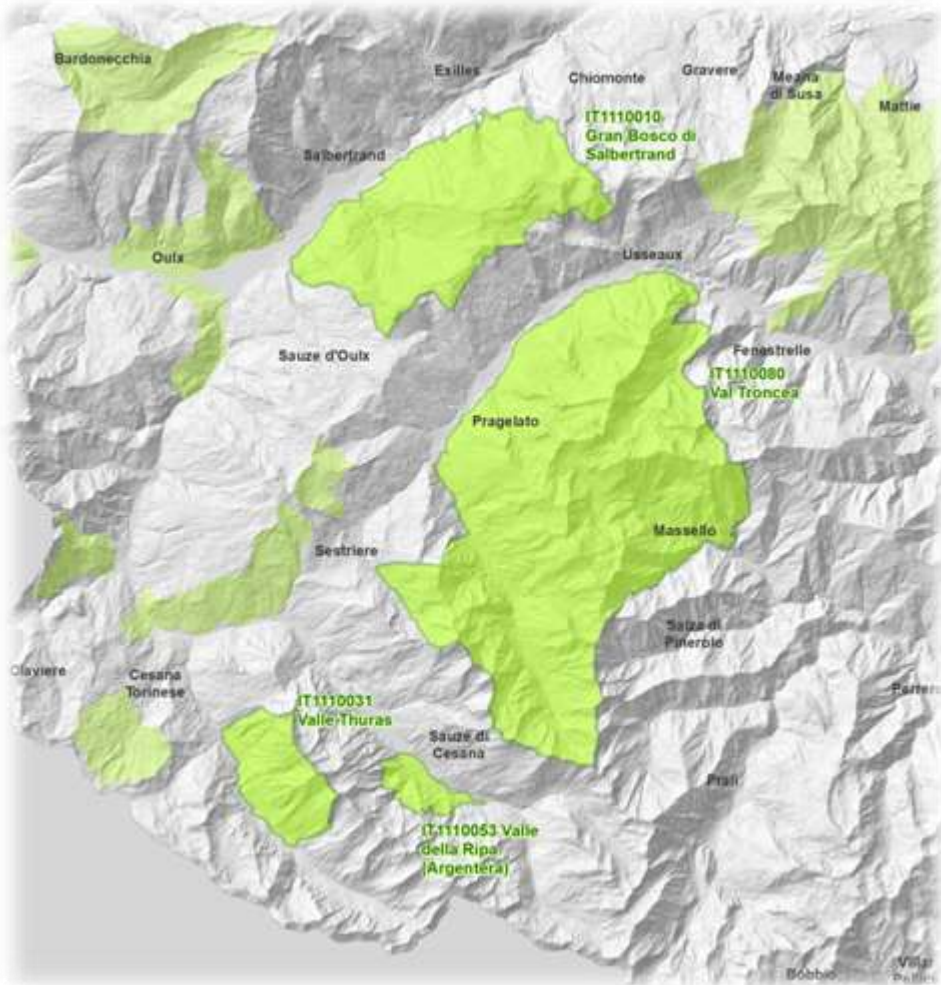 Bardonecchia
Exilles
Chiomonte
Gravere
Meana
di Susa
Mattie
IT1110010
Gran Bosco di
Salbertrand
Salbertrand
Oulx
Usseaux
Sauze d'Oulx
Fenestrelle
IT1110080
Val Troncea
Pragelato
Massello
Sestriere
Salza di
Pinerolo
Claviere
Cesana
Torinese
Perrero
IT1110031
Valle Thuras
Sauze di
Cesana
Prali
IT1110053 Valle
della Ripa
(Argentera)
Bobbio
Villar